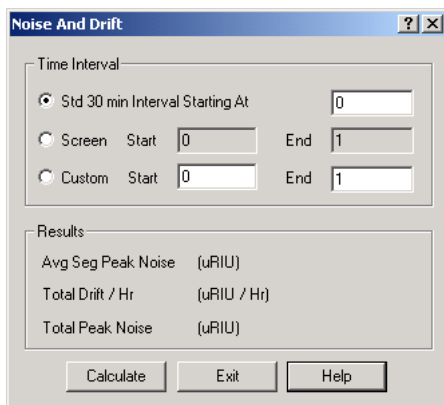 Noise And Drift ? x
Time Interval
Std 30 min Interval Starting At 0
Screen Start 0 End 1
Custom Start 0 End 1
Results
Avg Seg Peak Noise (uRIU)
Total Drift / Hr (uRIU / Hr)
Total Peak Noise (uRIU)
Calculate Exit Help